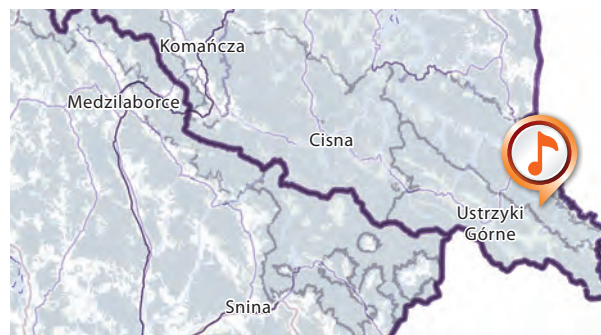 Komańcza
Medzilaborce
Cisna
Ustrzyki
Górne
Snina